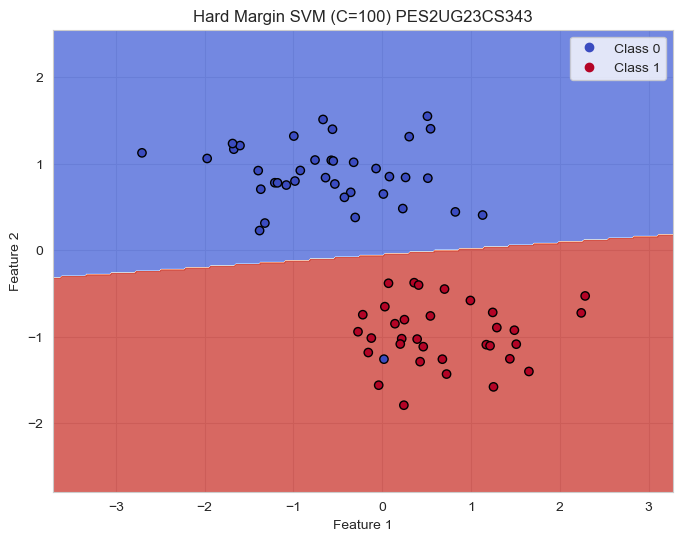 Hard Margin SVM (C=100) PES2UG23CS343
Class 0
Class 1
Feature 2
2
1
0
−1
−2
−3
−2
−1
0
1
2
3
Feature 1